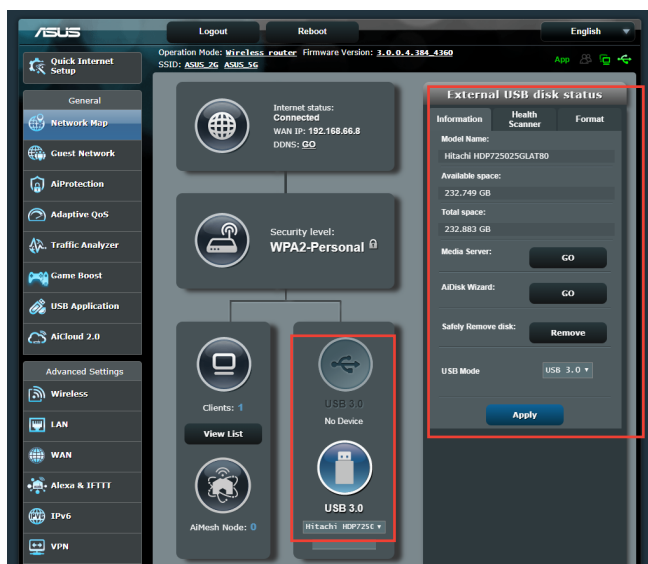 ASUS
Logout
Reboot
English
Quick Internet
Setup
Operation Mode: Wireless router Firmware Version: 3.0.0.4.384_4360
SSID: ASUS_2G ASUS_5G
App
General
Network Map
Guest Network
AiProtection
Adaptive QoS
Traffic Analyzer
Game Boost
USB Application
AiCloud 2.0
Advanced Settings
Wireless
LAN
WAN
Alexa & IFTTT
IPv6
VPN
Internet status:
Connected
WAN IP: 192.168.66.8
DDNS: GO
Security level:
WPA2-Personal
Clients: 1
View List
AiMesh Node: 0
USB 3.0
No Device
USB 3.0
Hitachi HDP725C
External USB disk status
Information
Health
Scanner
Format
Model Name:
Hitachi HDP725025GLAT80
Available space:
232.749 GB
Total space:
232.883 GB
Media Server:
GO
AiDisk Wizard:
GO
Safely Remove disk:
Remove
USB Mode
USB 3.0
Apply